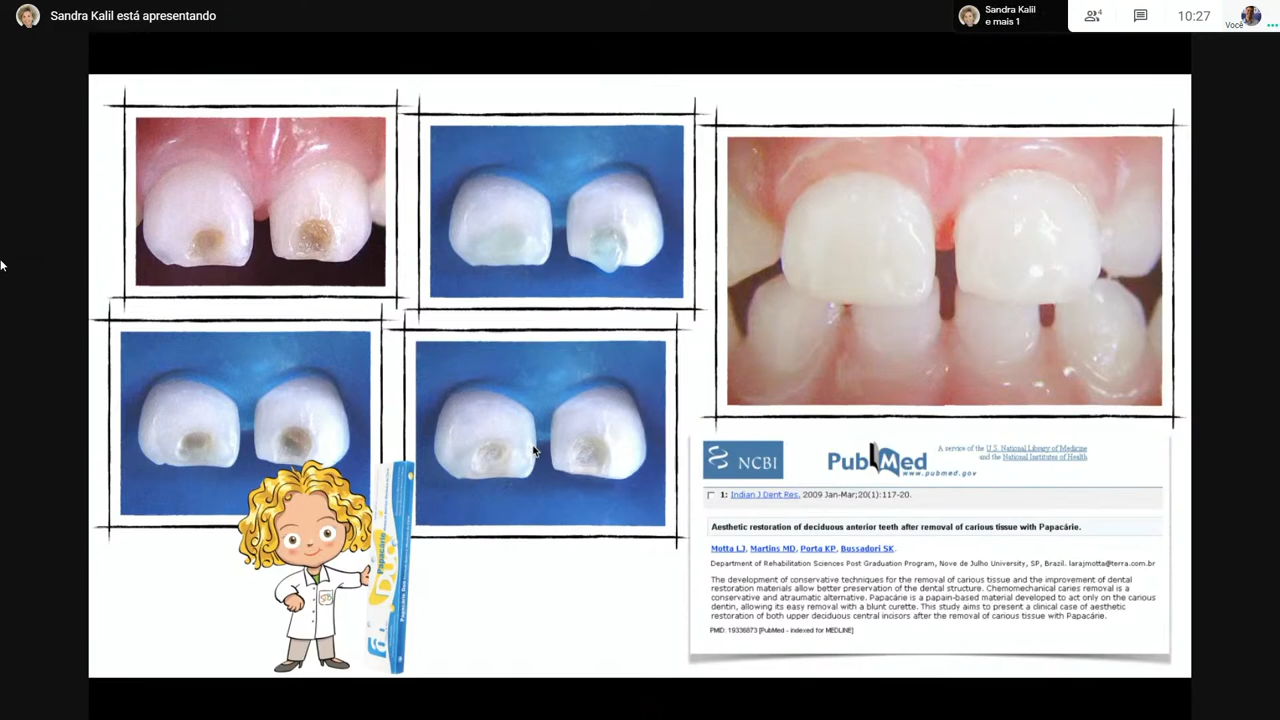 Sandra Kalil está apresentando
Sandra Kalil
e mais 1
4
10:27
Você
NCBI
PubMed
www.pubmed.gov
A service of the U.S. National Library of Medicine
and the National Institutes of Health
1: Indian J Dent Res. 2009 Jan-Mar;20(1):117-20.
Aesthetic restoration of deciduous anterior teeth after removal of carious tissue with Papacárie.
Motta LJ, Martins MD, Porta KP, Bussadori SK.
Department of Rehabilitation Sciences Post Graduation Program, Nove de Julho University, SP, Brazil. larajmotta@terra.com.br
The development of conservative techniques for the removal of carious tissue and the improvement of dental
restoration materials allow better preservation of the dental structure. Chemomechanical caries removal is a
conservative and atraumatic alternative. Papacárie is a papain-based material developed to act only on the carious
dentin, allowing its easy removal with a blunt curette. This study aims to present a clinical case of aesthetic
restoration of both upper deciduous central incisors after the removal of carious tissue with Papacárie.
PMID: 19336873 [PubMed - indexed for MEDLINE]
Papacárie